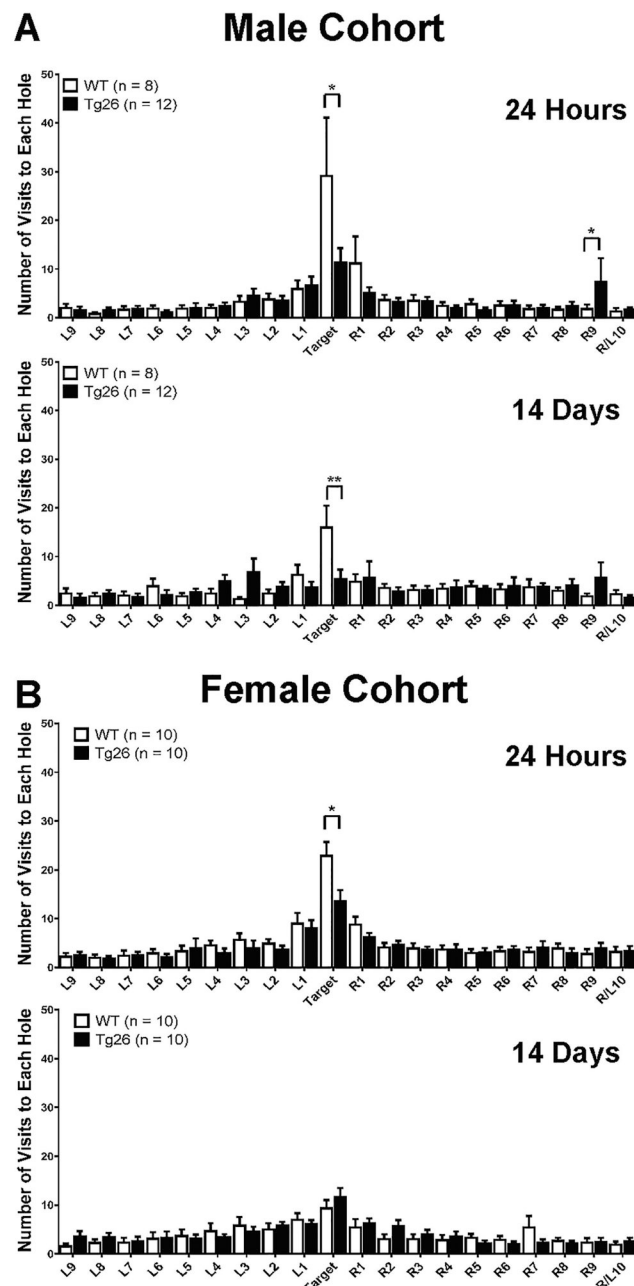 A
Male Cohort
Number of Visits to Each Hole
50
40
30
20
10
0
WT (n = 8)
Tg26 (n = 12)
24 Hours
*
*
L9 L8 L7 L6 L5 L4 L3 L2 L1 Target R1 R2 R3 R4 R5 R6 R7 R8 R9 R/L10
Number of Visits to Each Hole
50
40
30
20
10
0
WT (n = 8)
Tg26 (n = 12)
14 Days
**
L9 L8 L7 L6 L5 L4 L3 L2 L1 Target R1 R2 R3 R4 R5 R6 R7 R8 R9 R/L10
B
Female Cohort
Number of Visits to Each Hole
50
40
30
20
10
0
WT (n = 10)
Tg26 (n = 10)
24 Hours
*
L9 L8 L7 L6 L5 L4 L3 L2 L1 Target R1 R2 R3 R4 R5 R6 R7 R8 R9 R/L10
Number of Visits to Each Hole
50
40
30
20
10
0
WT (n = 10)
Tg26 (n = 10)
14 Days
L9 L8 L7 L6 L5 L4 L3 L2 L1 Target R1 R2 R3 R4 R5 R6 R7 R8 R9 R/L10